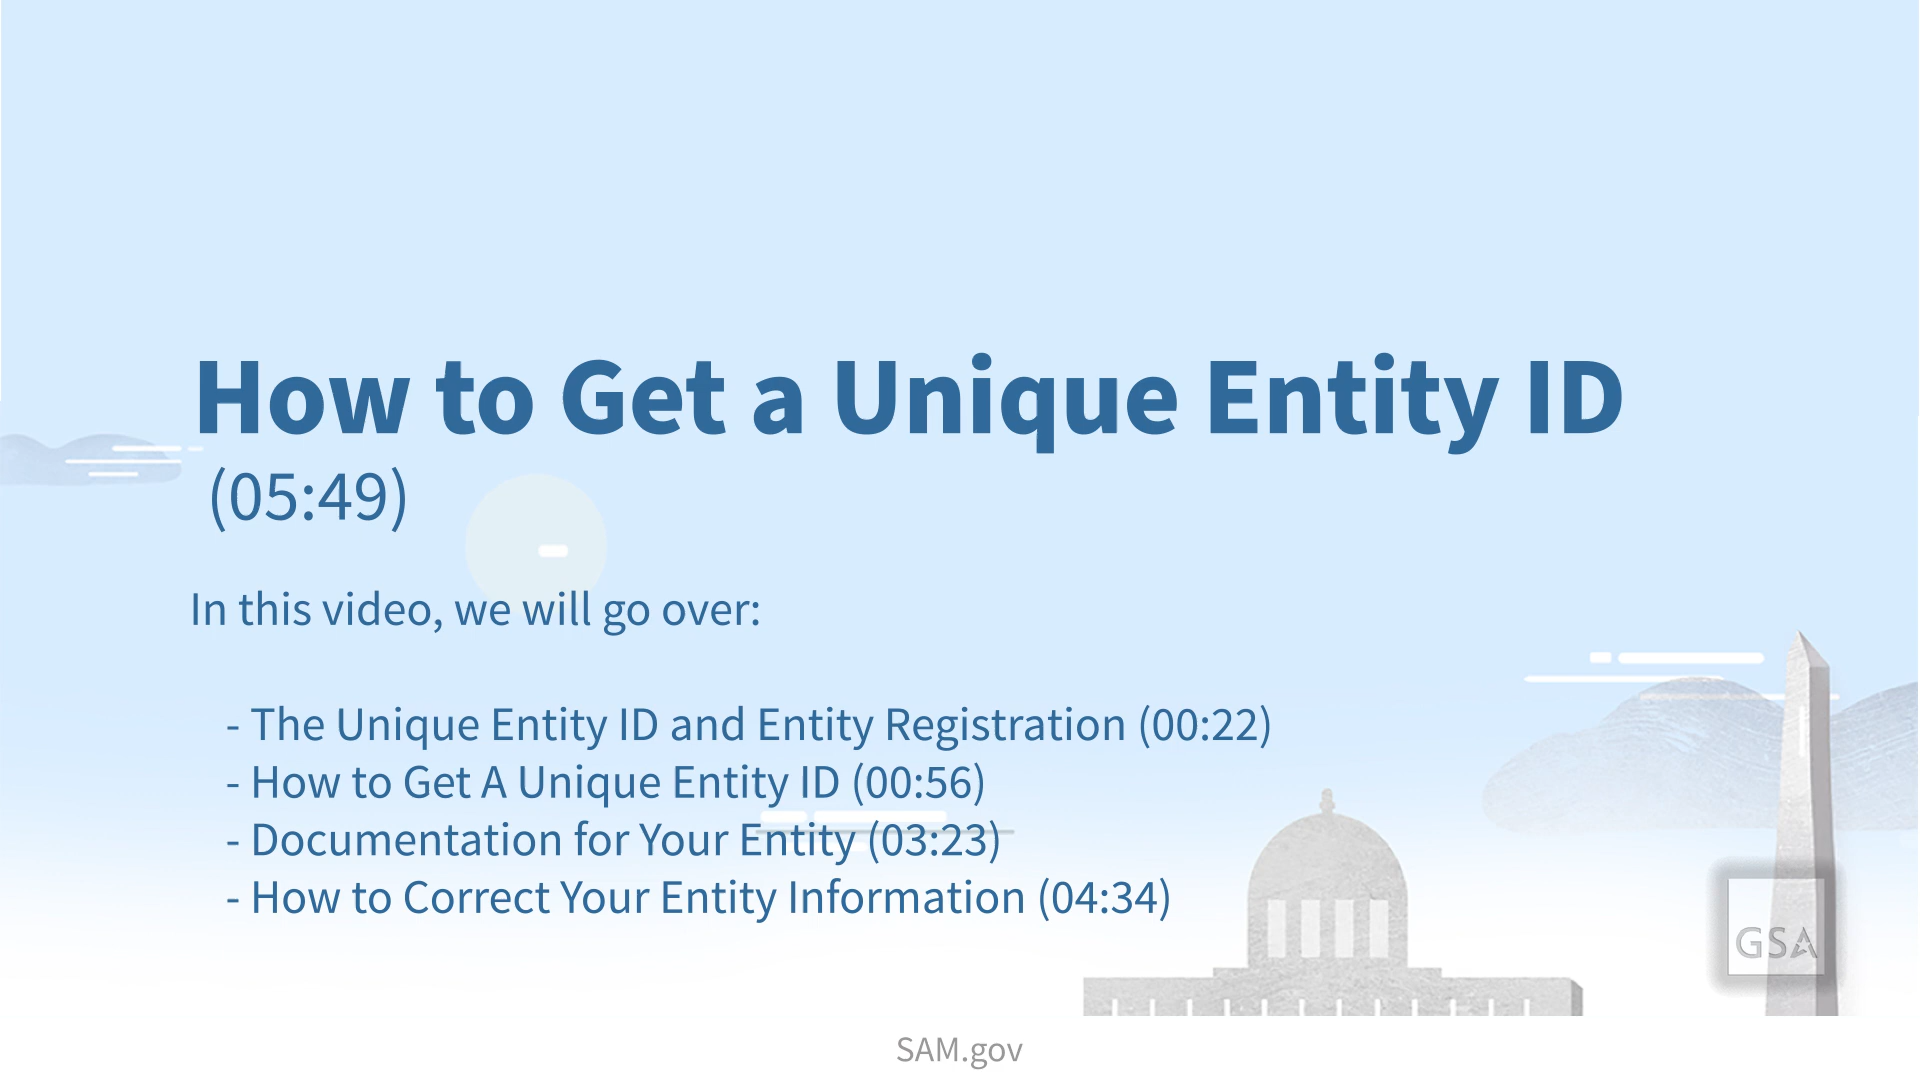 How to Get a Unique Entity ID
(05:49)
In this video, we will go over:
- The Unique Entity ID and Entity Registration (00:22)
- How to Get A Unique Entity ID (00:56)
- Documentation for Your Entity (03:23)
- How to Correct Your Entity Information (04:34)
GSA
SAM.gov